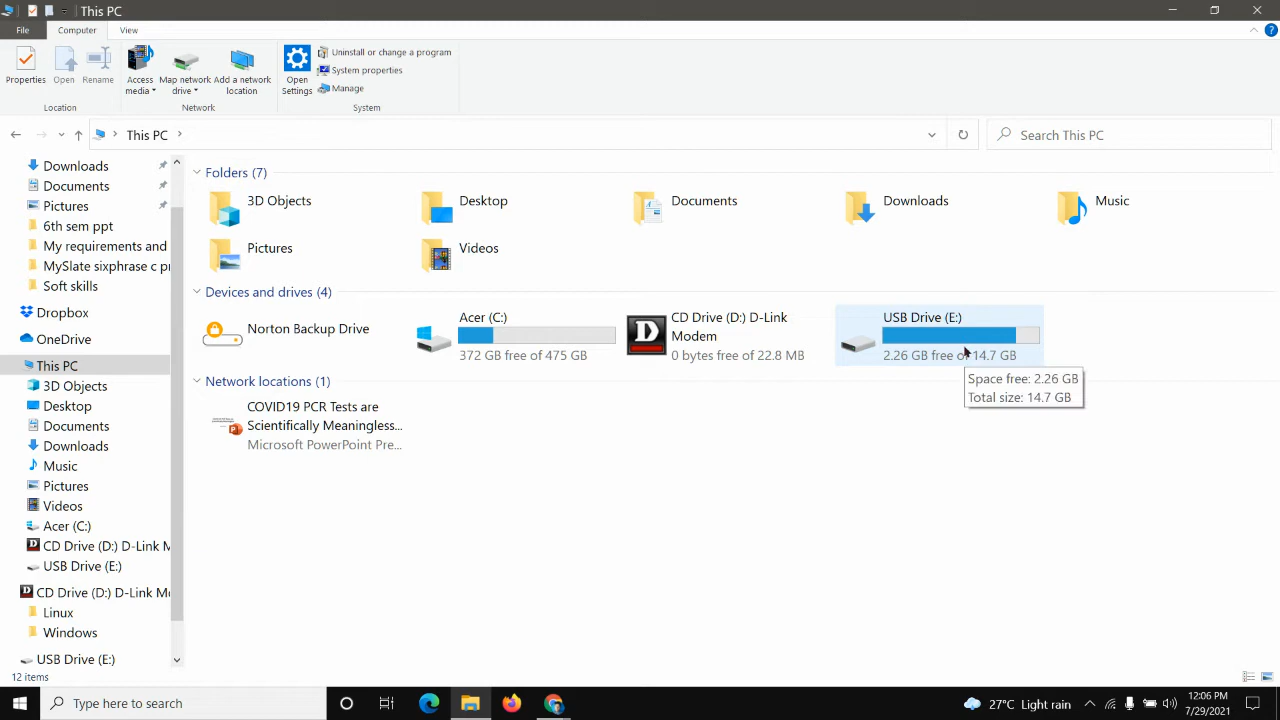 This PC
File
Computer
View
Properties
Open
Rename
Access media
Map network drive
Add a network location
Open Settings
Uninstall or change a program
System properties
Manage
Location
Network
System
This PC
Search This PC
Downloads
Documents
Pictures
6th sem ppt
My requirements and
MySlate sixphrase c pr
Soft skills
Dropbox
OneDrive
This PC
3D Objects
Desktop
Documents
Downloads
Music
Pictures
Videos
Acer (C:)
CD Drive (D:) D-Link M
USB Drive (E:)
CD Drive (D:) D-Link Mo
Linux
Windows
USB Drive (E:)
Folders (7)
3D Objects
Desktop
Documents
Downloads
Music
Pictures
Videos
Devices and drives (4)
Norton Backup Drive
Acer (C:)
372 GB free of 475 GB
D
CD Drive (D:) D-Link
Modem
0 bytes free of 22.8 MB
USB Drive (E:)
2.26 GB free of 14.7 GB
Space free: 2.26 GB
Total size: 14.7 GB
Network locations (1)
COVID19 PCR Tests are
Scientifically Meaningless...
Microsoft PowerPoint Pre...
12 items
Type here to search
27°C Light rain
12:06 PM
7/29/2021